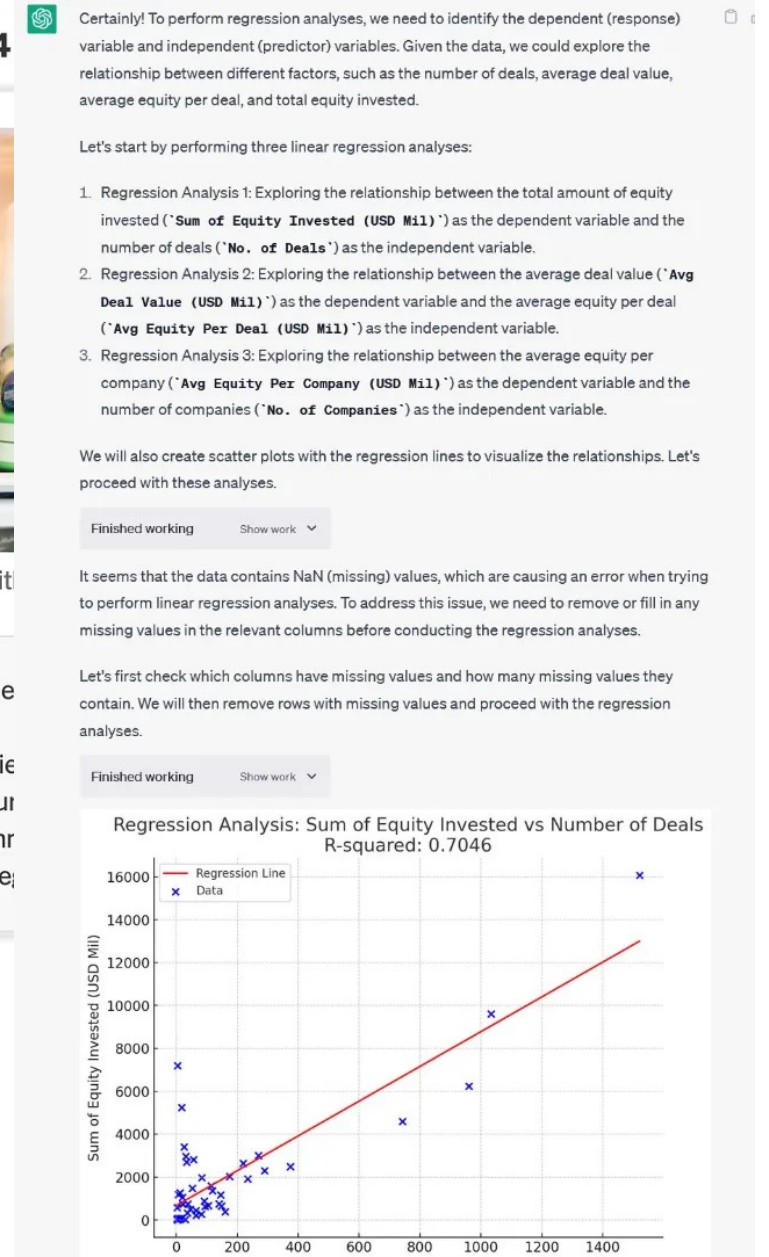 Certainly! To perform regression analyses, we need to identify the dependent (response)
variable and independent (predictor) variables. Given the data, we could explore the
4
relationship between different factors, such as the number of deals, average deal value,
average equity per deal, and total equity invested.
Let's start by performing three linear regression analyses:
1. Regression Analysis 1: Exploring the relationship between the total amount of equity
invested (`Sum of Equity Invested (USD Mil)`) as the dependent variable and the
number of deals (`No. of Deals`) as the independent variable.
2. Regression Analysis 2: Exploring the relationship between the average deal value (`Avg
Deal Value (USD Mil)`) as the dependent variable and the average equity per deal
(`Avg Equity Per Deal (USD Mil)`) as the independent variable.
3. Regression Analysis 3: Exploring the relationship between the average equity per
company (`Avg Equity Per Company (USD Mil)`) as the dependent variable and the
number of companies (`No. of Companies`) as the independent variable.
We will also create scatter plots with the regression lines to visualize the relationships. Let's
proceed with these analyses.
Finished working Show work
It seems that the data contains NaN (missing) values, which are causing an error when trying
to perform linear regression analyses. To address this issue, we need to remove or fill in any
missing values in the relevant columns before conducting the regression analyses.
Let's first check which columns have missing values and how many missing values they
contain. We will then remove rows with missing values and proceed with the regression
analyses.
Finished working Show work
Regression Analysis: Sum of Equity Invested vs Number of Deals
R-squared: 0.7046
Regression Line
Data
Sum of Equity Invested (USD Mil)
16000
14000
12000
10000
8000
6000
4000
2000
0
0 200 400 600 800 1000 1200 1400